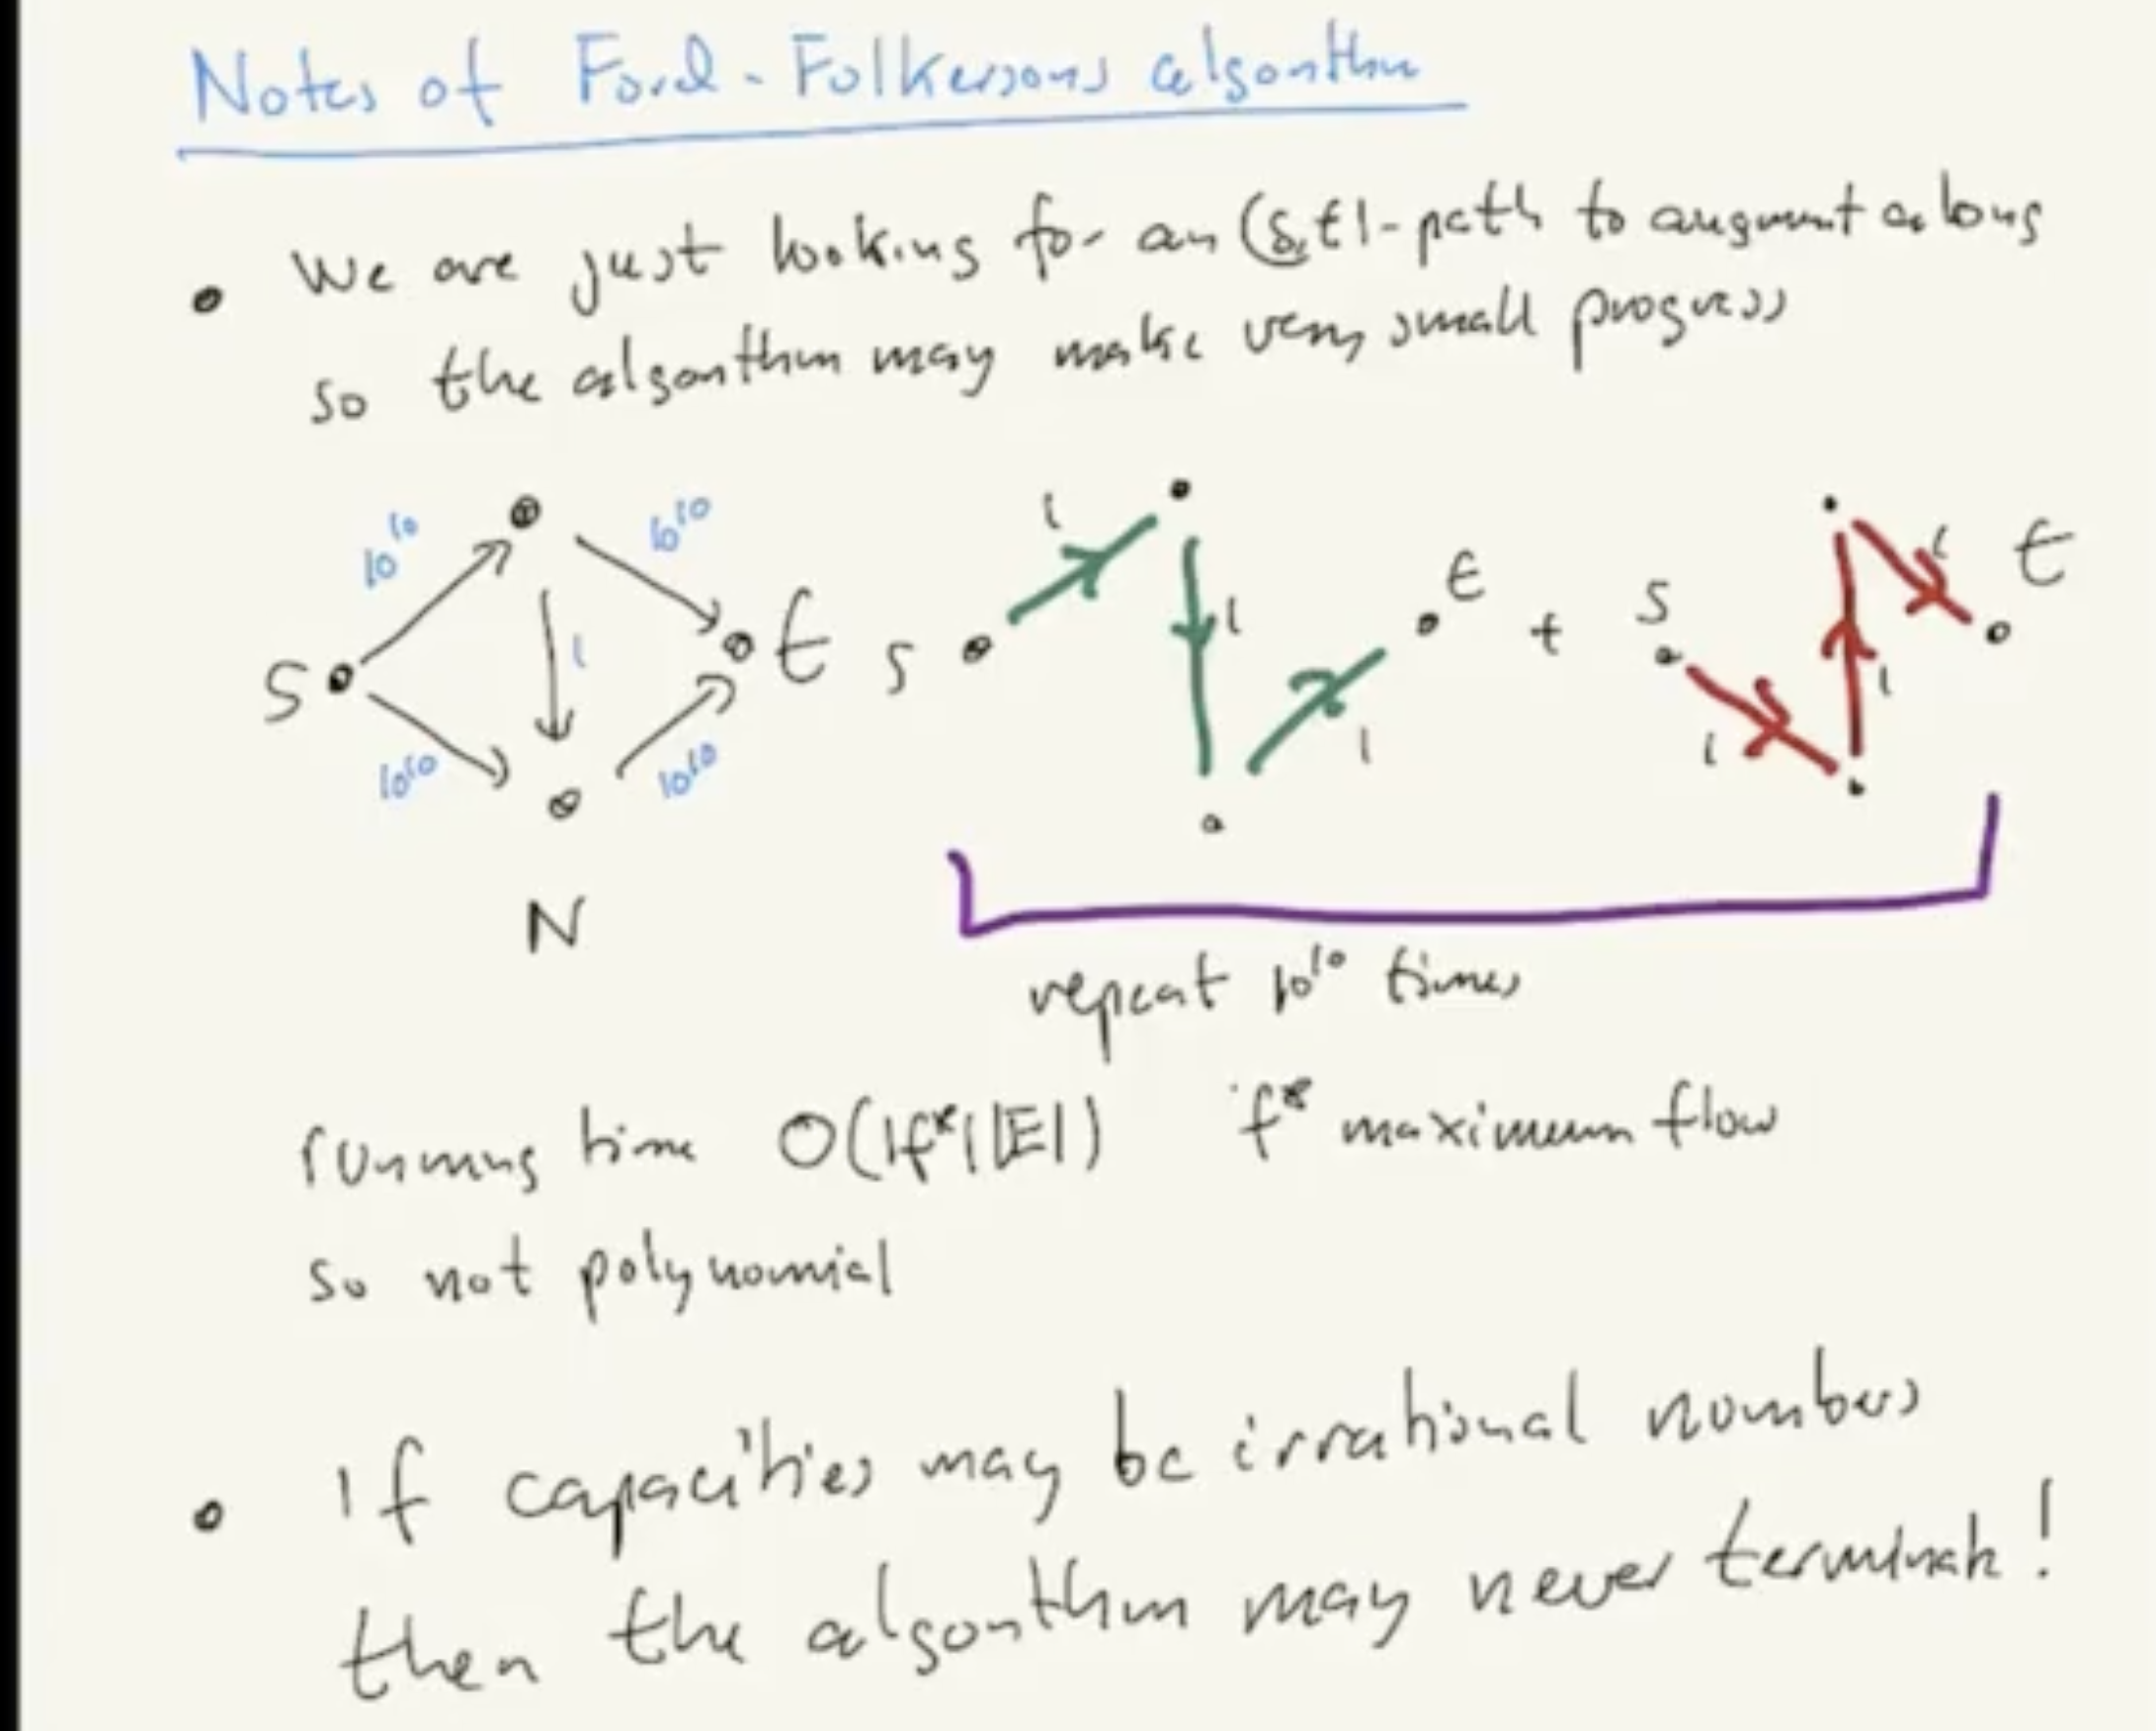 Notes of Ford-Fulkersons algorithm
• We are just looking for an (s,t)-path to augment along
so the algorithm may make very small progress
10^10 10^10 1 1
S 1 t s 1 t + s 1 t
10^10 10^10 1 1
N
repeat 10^10 times
running time O(|f*||E|) f* maximum flow
so not polynomial
• If capacities may be irrational numbers
then the algorithm may never terminate!